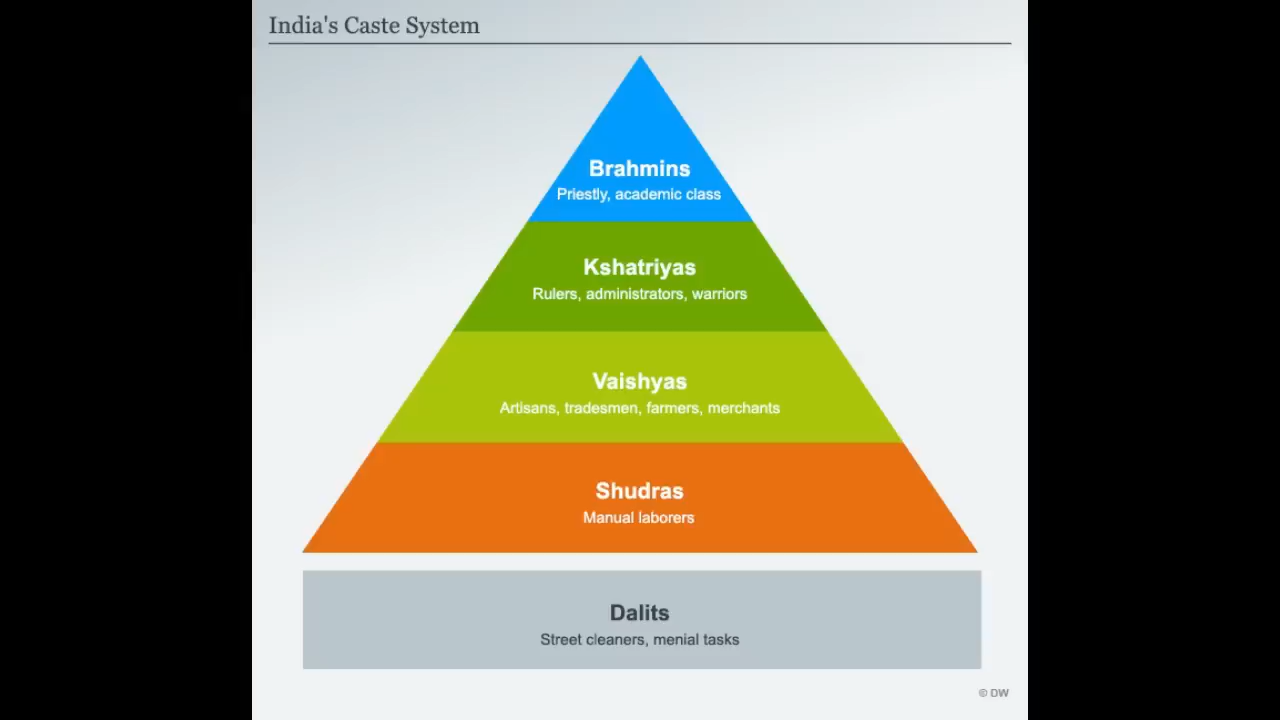 India's Caste System
Brahmins
Priestly, academic class
Kshatriyas
Rulers, administrators, warriors
Vaishyas
Artisans, tradesmen, farmers, merchants
Shudras
Manual laborers
Dalits
Street cleaners, menial tasks
© DW